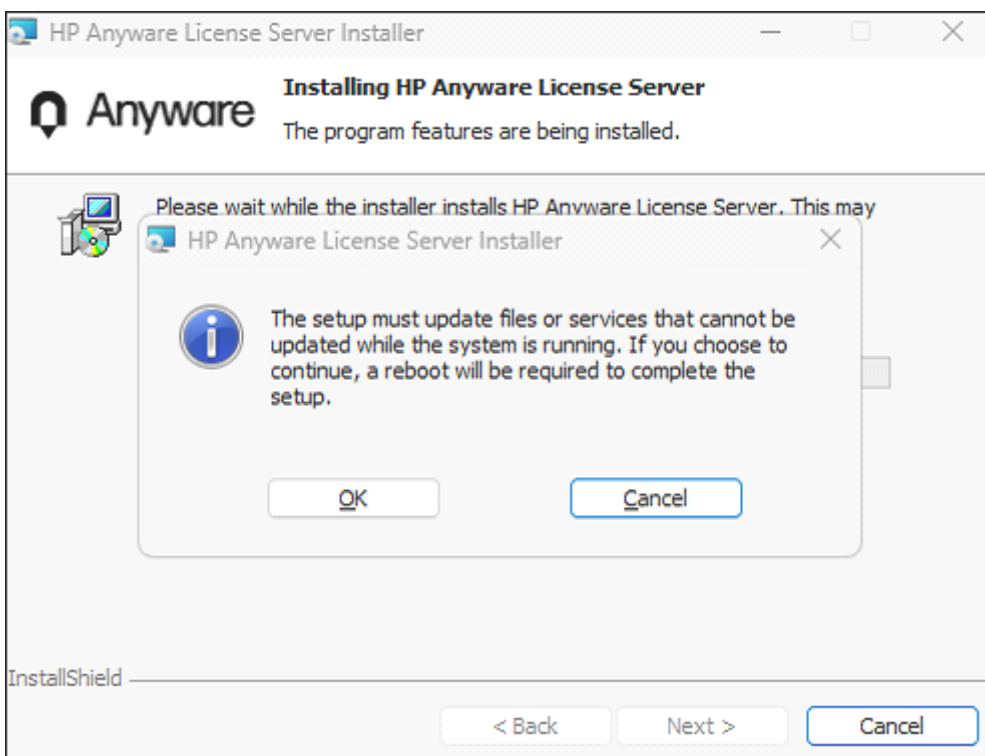 HP Anyware License Server Installer
Anyware
Installing HP Anyware License Server
The program features are being installed.
Please wait while the installer installs HP Anyware License Server. This may
HP Anyware License Server Installer
The setup must update files or services that cannot be
updated while the system is running. If you choose to
continue, a reboot will be required to complete the
setup.
OK
Cancel
InstallShield
< Back
Next >
Cancel